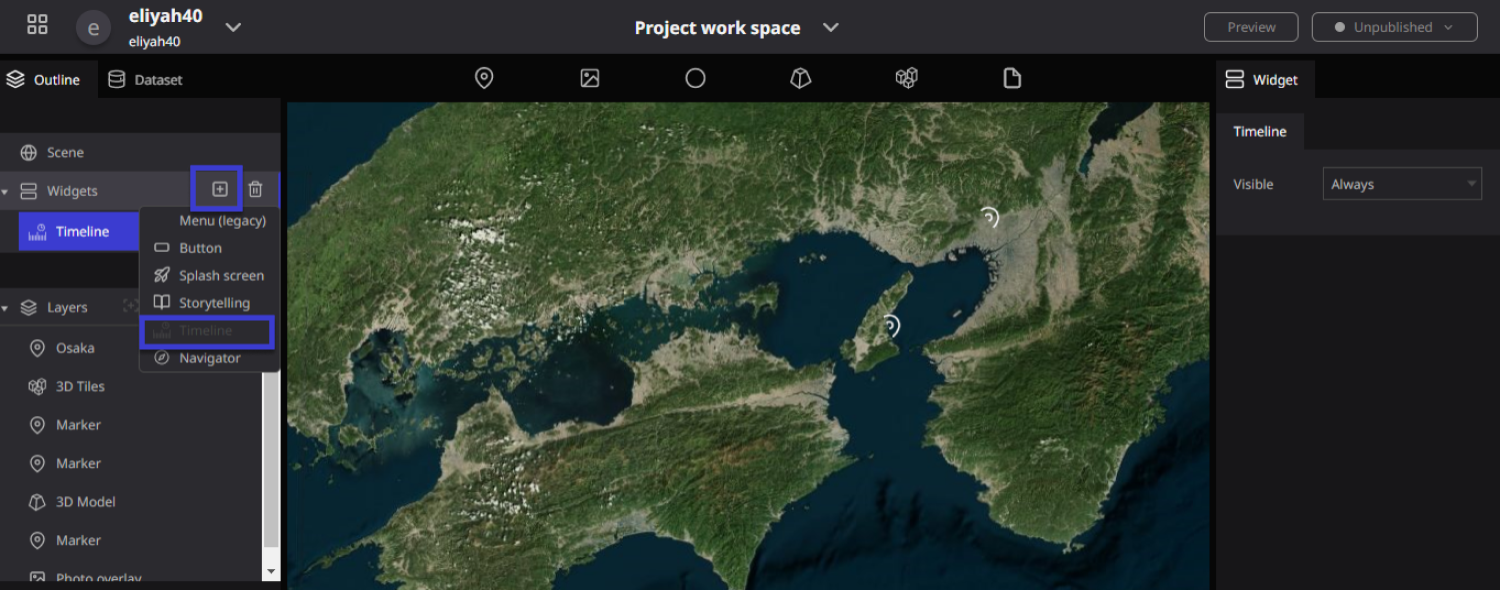 e
eliyah40
eliyah40
Project work space
Preview
Unpublished
Outline
Dataset
Widget
Scene
Widgets
Timeline
Menu (legacy)
Button
Splash screen
Storytelling
Timeline
Navigator
Layers
Osaka
3D Tiles
Marker
Marker
3D Model
Marker
Photo overlay
Timeline
Visible
Always